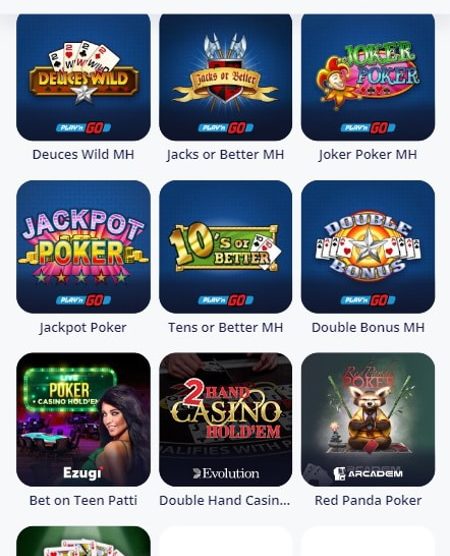 DEUCES WILD
PLAY'n GO
Jacks or Better
PLAY'n GO
JOKER
POKER
PLAY'n GO
Deuces Wild MH
Jacks or Better MH
Joker Poker MH
JACKPOT
POKER
PLAY'n GO
10's OR
BETTER
PLAY'n GO
DOUBLE
BONUS
PLAY'n GO
Jackpot Poker
Tens or Better MH
Double Bonus MH
LIVE
POKER
CASINO HOLD'EM
Ezugi
2 HAND
CASINO
HOLD'EM
Evolution
Red Panda
POKER
ARCADEM
Bet on Teen Patti
Double Hand Casin...
Red Panda Poker